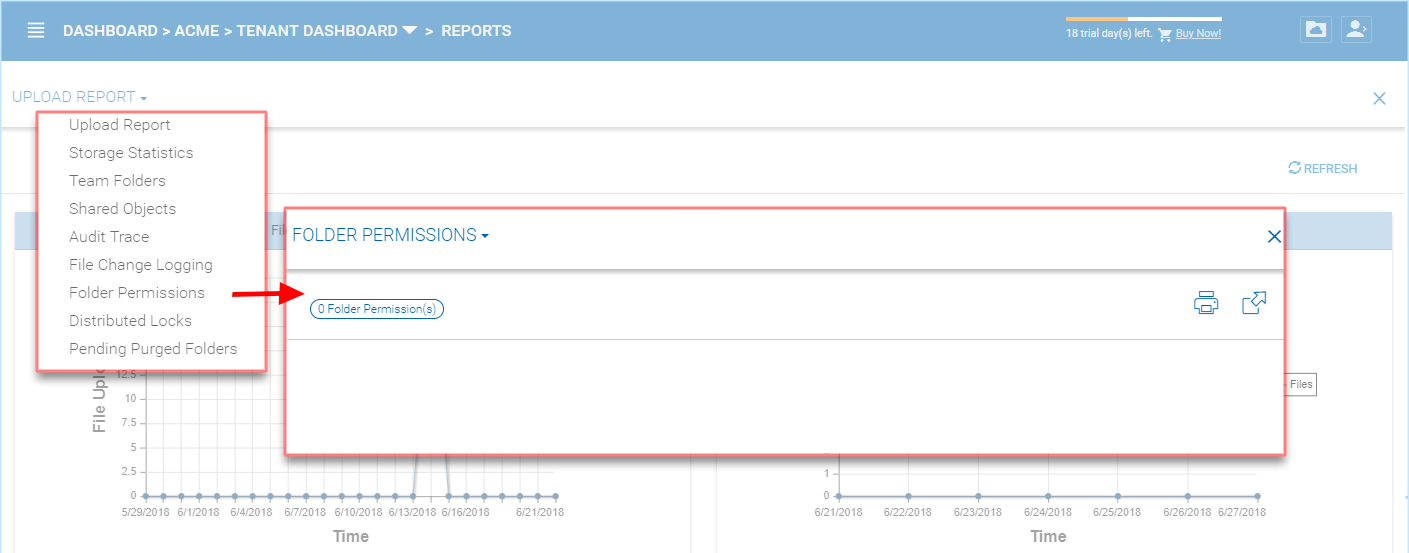 DASHBOARD > ACME > TENANT DASHBOARD > REPORTS
18 trial day(s) left. Buy Now!
UPLOAD REPORT
Upload Report
Storage Statistics
Team Folders
Shared Objects
Audit Trace
File Change Logging
Folder Permissions
Distributed Locks
Pending Purged Folders
REFRESH
FOLDER PERMISSIONS
0 Folder Permission(s)
Files
12.5
10
7.5
5
2.5
0
5/29/2018 6/1/2018 6/4/2018 6/7/2018 6/10/2018 6/13/2018 6/16/2018 6/21/2018
Time
1
0
6/21/2018 6/22/2018 6/23/2018 6/24/2018 6/25/2018 6/26/2018 6/27/2018
Time